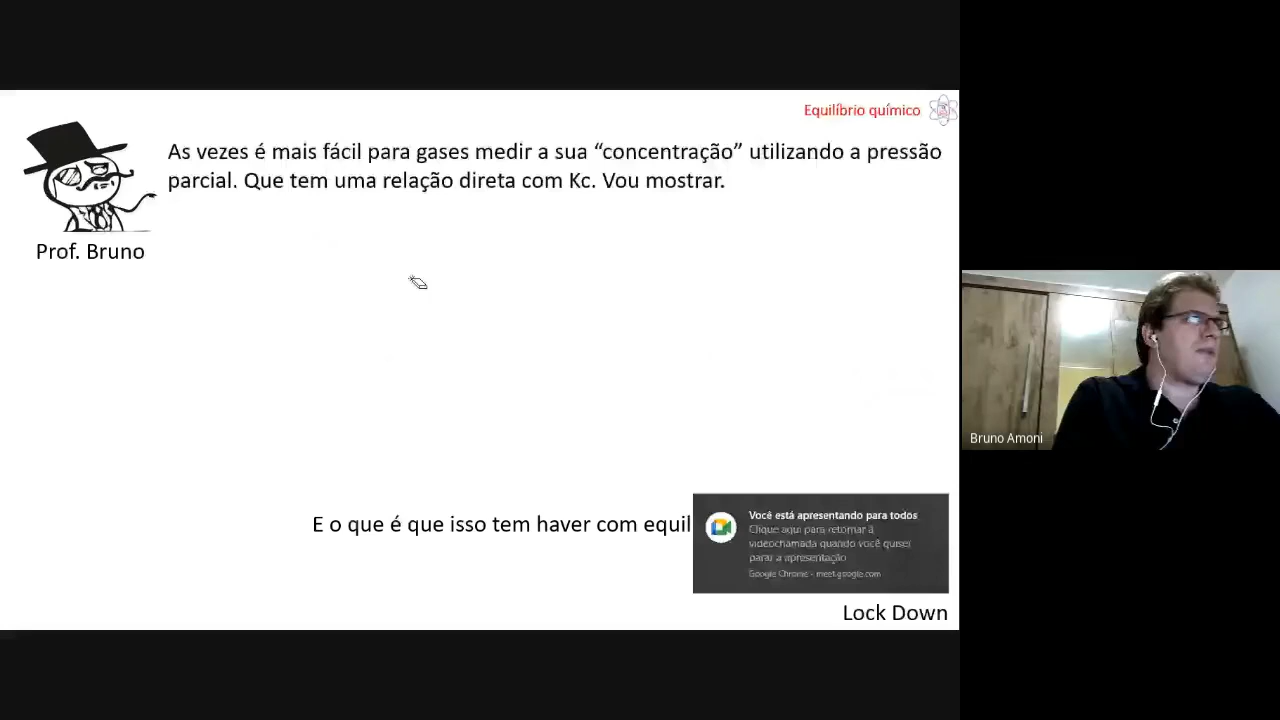 Equilíbrio químico
As vezes é mais fácil para gases medir a sua “concentração” utilizando a pressão
parcial. Que tem uma relação direta com Kc. Vou mostrar.
Prof. Bruno
Bruno Amoni
E o que é que isso tem haver com equil
Você está apresentando para todos
Clique aqui para retornar à
videochamada quando você quiser
parar a apresentação
Google Chrome - meet.google.com
Lock Down